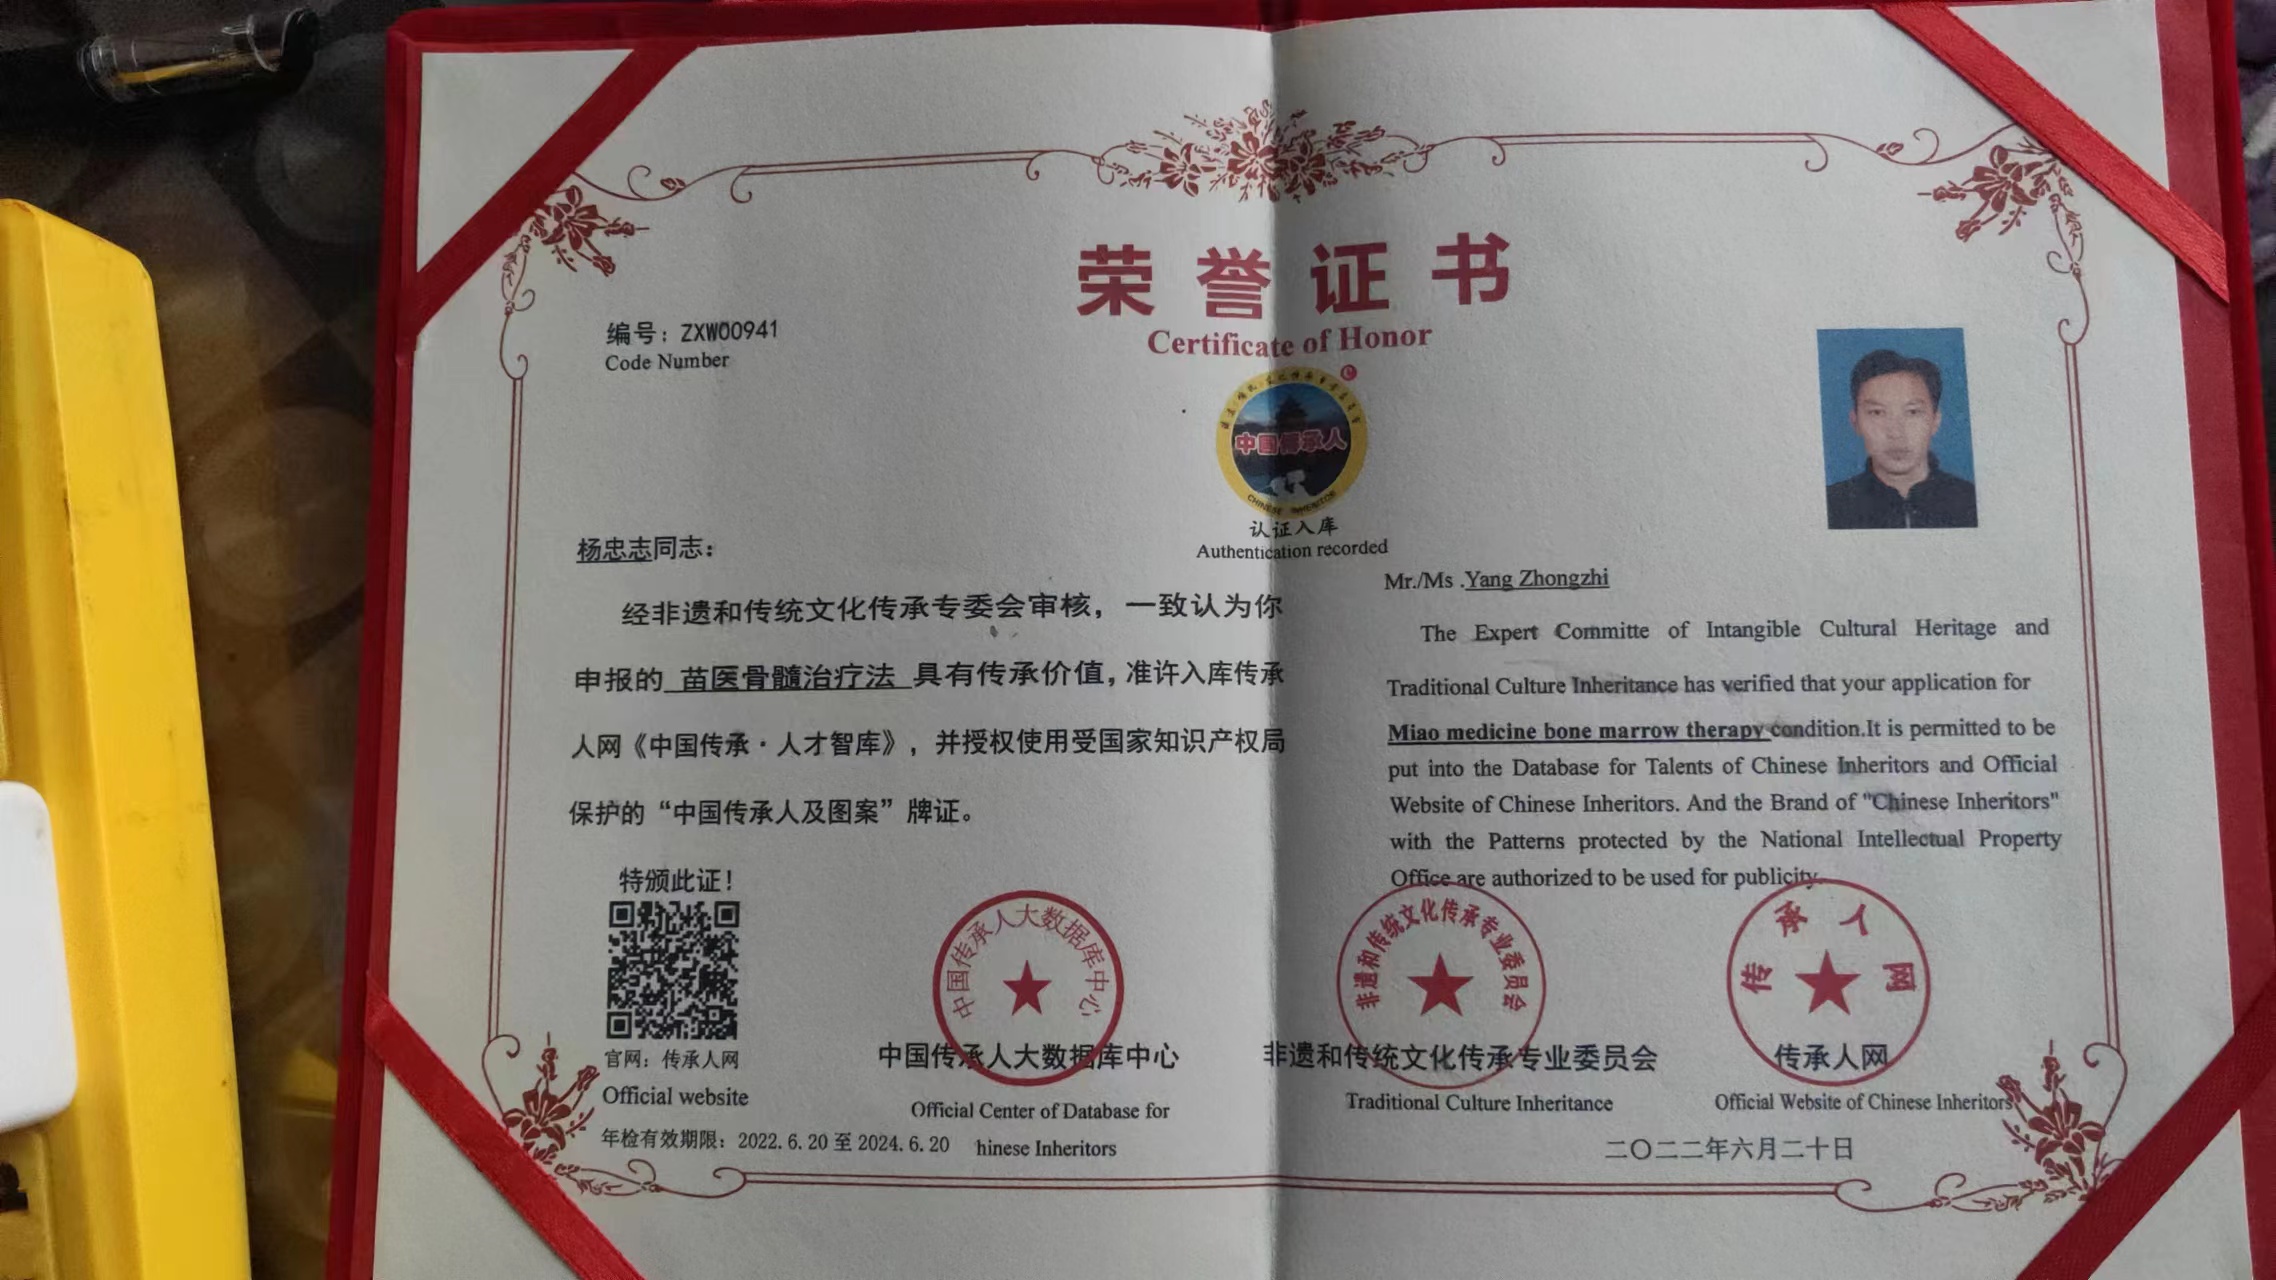 荣誉证书
Certificate of Honor
编号：ZXW00941
Code Number
中国传承人
CHINESE INHERITOR
认证入库
Authentication recorded
杨忠志同志：
经非遗和传统文化传承专委会审核，一致认为你
申报的 苗医骨髓治疗法 具有传承价值，准许入库传承
人网《中国传承·人才智库》，并授权使用受国家知识产权局
保护的“中国传承人及图案”牌证。
特颁此证！
Mr./Ms .Yang Zhongzhi
The Expert Committe of Intangible Cultural Heritage and
Traditional Culture Inheritance has verified that your application for
Miao medicine bone marrow therapy condition.It is permitted to be
put into the Database for Talents of Chinese Inheritors and Official
Website of Chinese Inheritors. And the Brand of "Chinese Inheritors"
with the Patterns protected by the National Intellectual Property
Office are authorized to be used for publicity.
官网：传承人网
Official website
年检有效期限：2022.6.20 至 2024.6.20
中国传承人大数据库中心
中国传承人大数据库中心
Official Center of Database for
hinese Inheritors
非遗和传统文化传承专业委员会
非遗和传统文化传承专业委员会
Traditional Culture Inheritance
传承人网
传承人网
Official Website of Chinese Inheritors
二〇二二年六月二十日